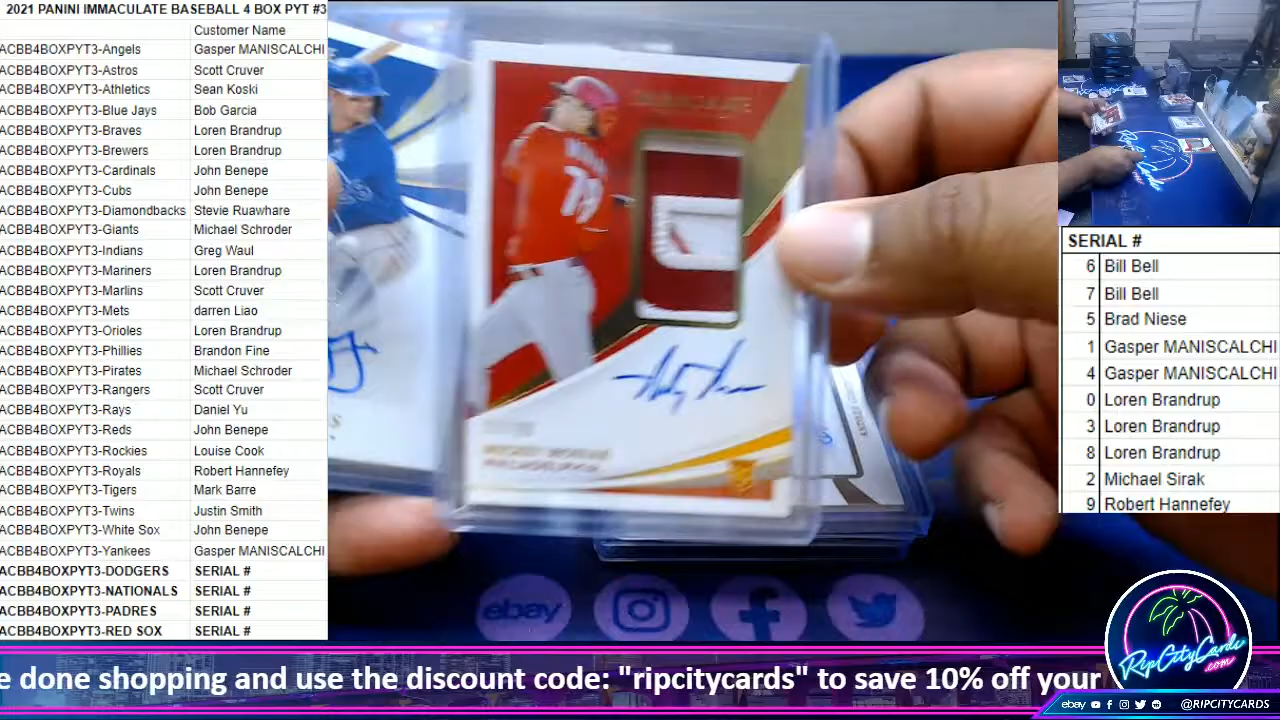 2021 PANINI IMMACULATE BASEBALL 4 BOX PYT #3
Customer Name
ACBB4BOXPYT3-Angels Gasper MANISCALCHI
ACBB4BOXPYT3-Astros Scott Cruver
ACBB4BOXPYT3-Athletics Sean Koski
ACBB4BOXPYT3-Blue Jays Bob Garcia
ACBB4BOXPYT3-Braves Loren Brandrup
ACBB4BOXPYT3-Brewers Loren Brandrup
ACBB4BOXPYT3-Cardinals John Benepe
ACBB4BOXPYT3-Cubs John Benepe
ACBB4BOXPYT3-Diamondbacks Stevie Ruawhare
ACBB4BOXPYT3-Giants Michael Schroder
ACBB4BOXPYT3-Indians Greg Waul
ACBB4BOXPYT3-Mariners Loren Brandrup
ACBB4BOXPYT3-Marlins Scott Cruver
ACBB4BOXPYT3-Mets darren Liao
ACBB4BOXPYT3-Orioles Loren Brandrup
ACBB4BOXPYT3-Phillies Brandon Fine
ACBB4BOXPYT3-Pirates Michael Schroder
ACBB4BOXPYT3-Rangers Scott Cruver
ACBB4BOXPYT3-Rays Daniel Yu
ACBB4BOXPYT3-Reds John Benepe
ACBB4BOXPYT3-Rockies Louise Cook
ACBB4BOXPYT3-Royals Robert Hannefey
ACBB4BOXPYT3-Tigers Mark Barre
ACBB4BOXPYT3-Twins Justin Smith
ACBB4BOXPYT3-White Sox John Benepe
ACBB4BOXPYT3-Yankees Gasper MANISCALCHI
ACBB4BOXPYT3-DODGERS SERIAL #
ACBB4BOXPYT3-NATIONALS SERIAL #
ACBB4BOXPYT3-PADRES SERIAL #
ACBB4BOXPYT3-RED SOX SERIAL #
SERIAL #
6 Bill Bell
7 Bill Bell
5 Brad Niese
1 Gasper MANISCALCHI
4 Gasper MANISCALCHI
0 Loren Brandrup
3 Loren Brandrup
8 Loren Brandrup
2 Michael Sirak
9 Robert Hannefey
ebay
e done shopping and use the discount code: "ripcitycards" to save 10% off your
RipCityCards
.com
ebay @RIPCITYCARDS